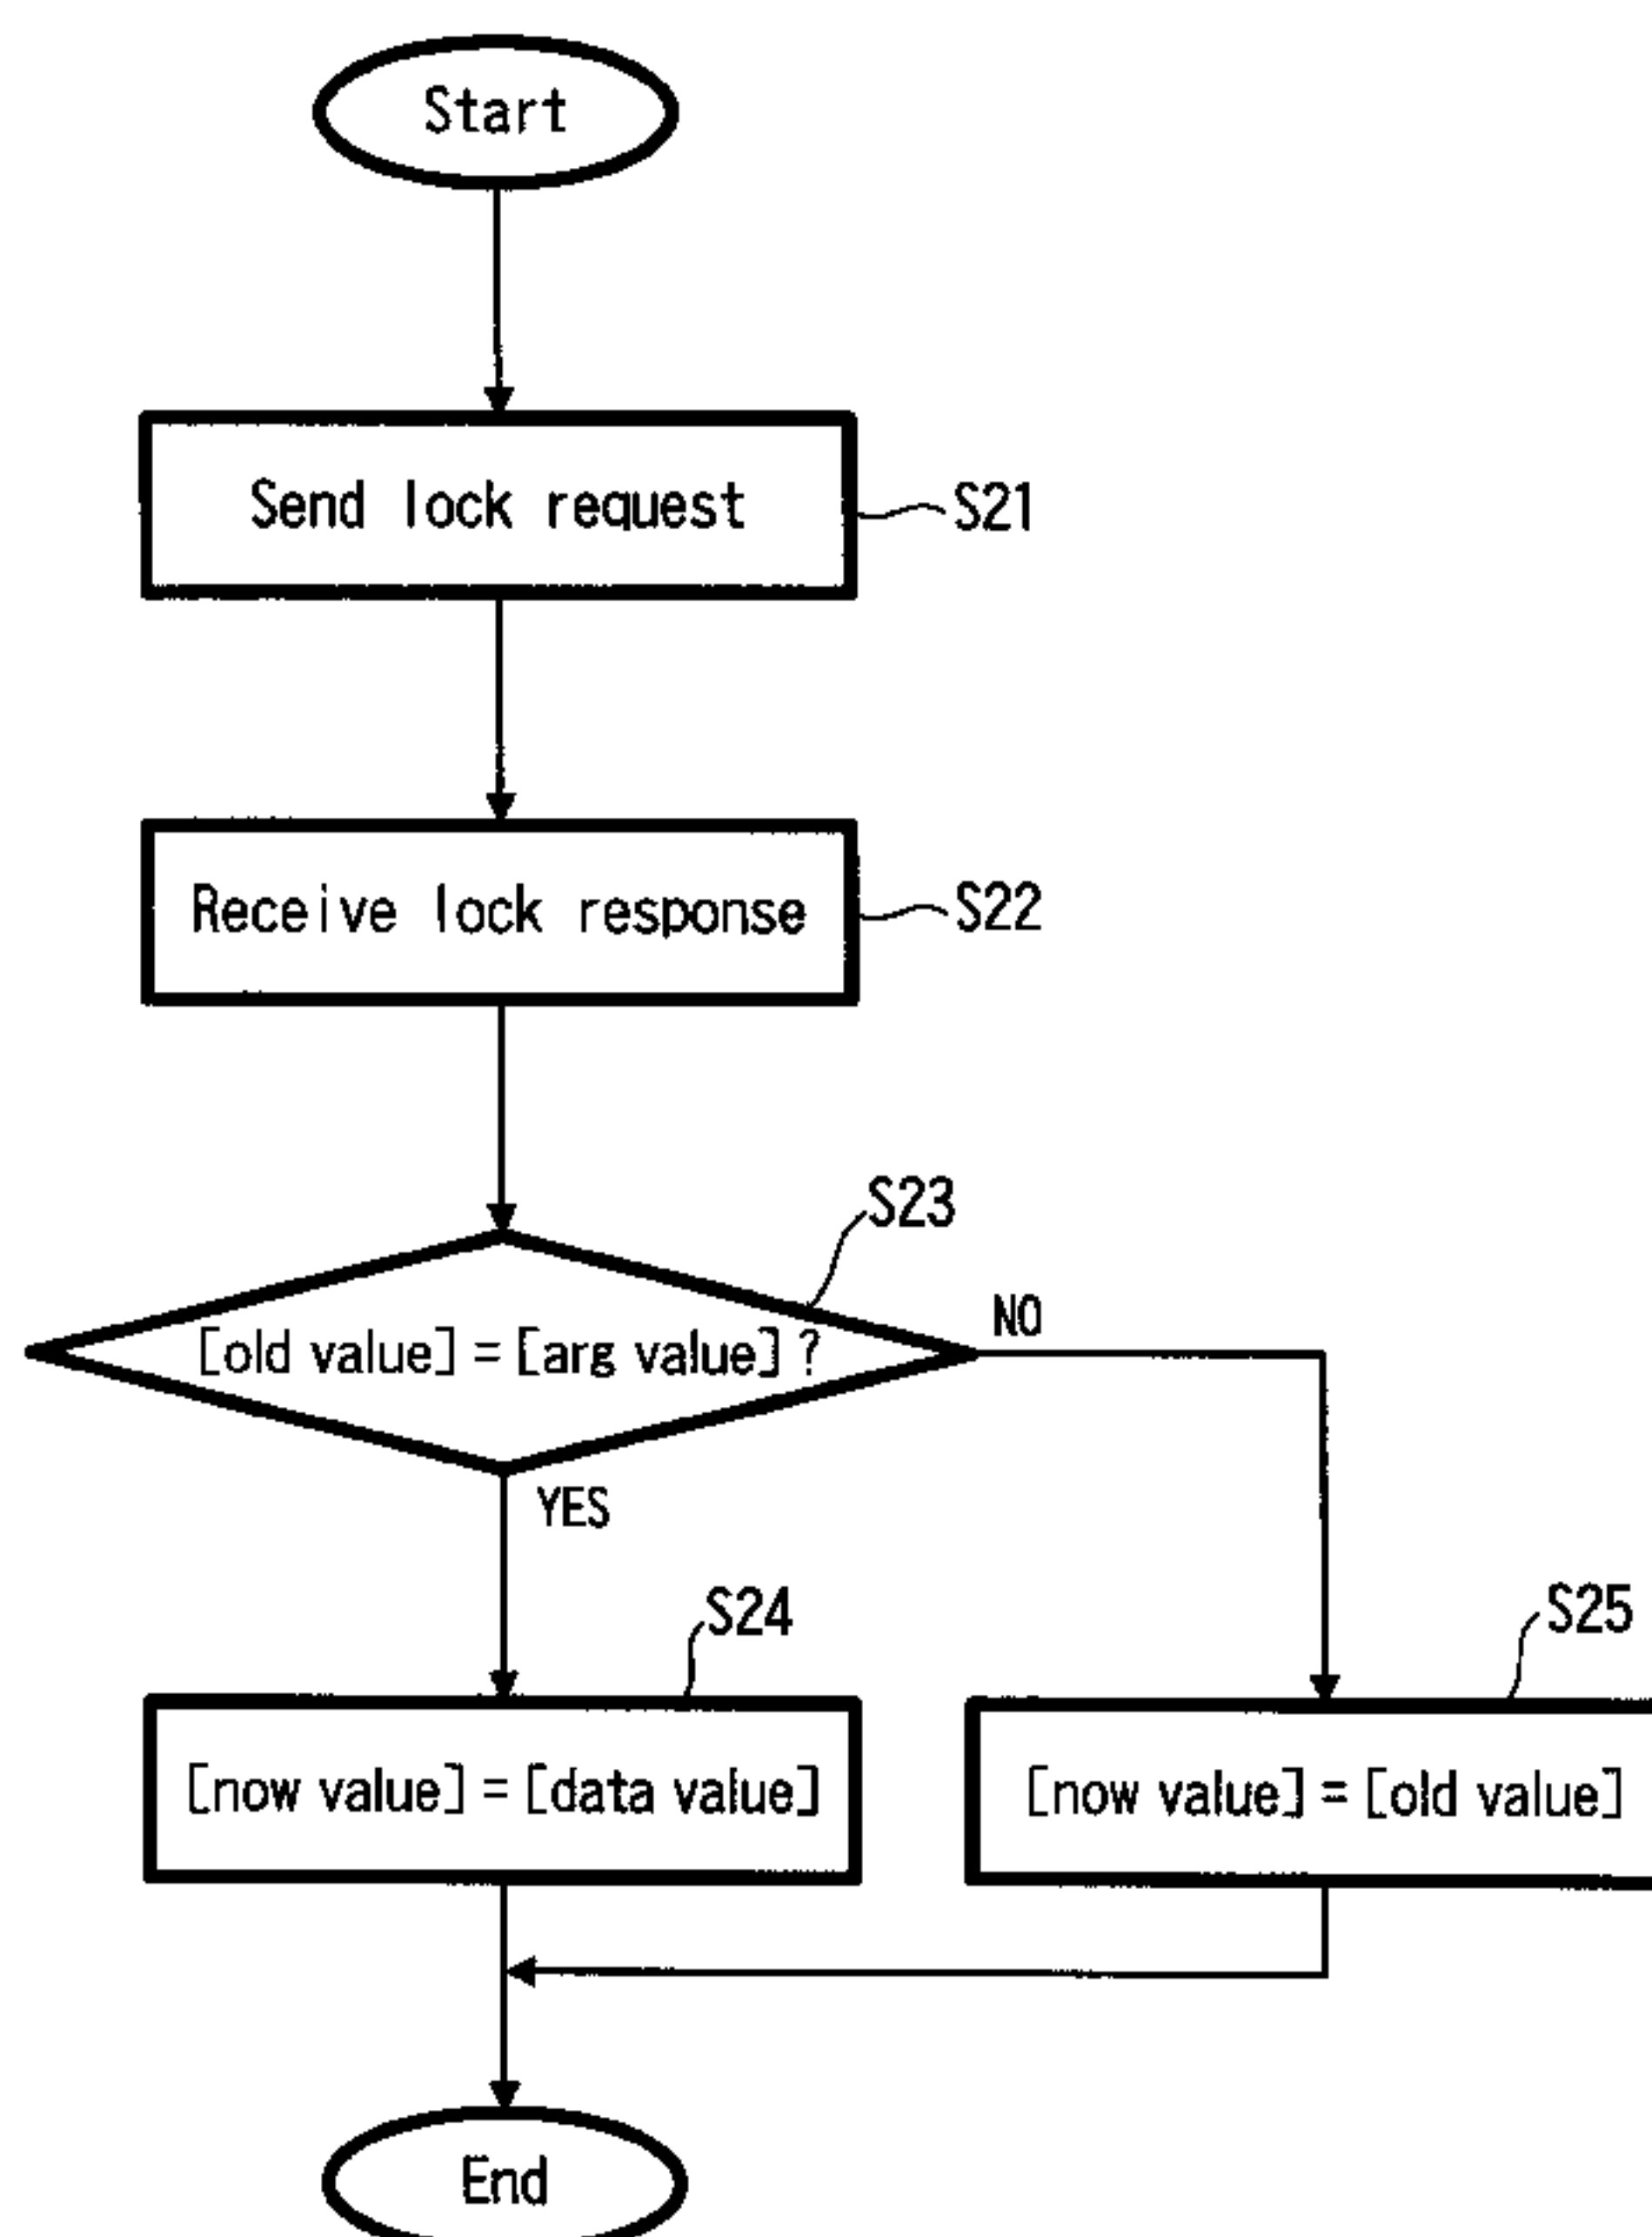 Start
Send lock request
S21
Receive lock response
S22
S23
[old value] = [arg value]?
NO
YES
S24
S25
[now value] = [data value]
[now value] = [old value]
End